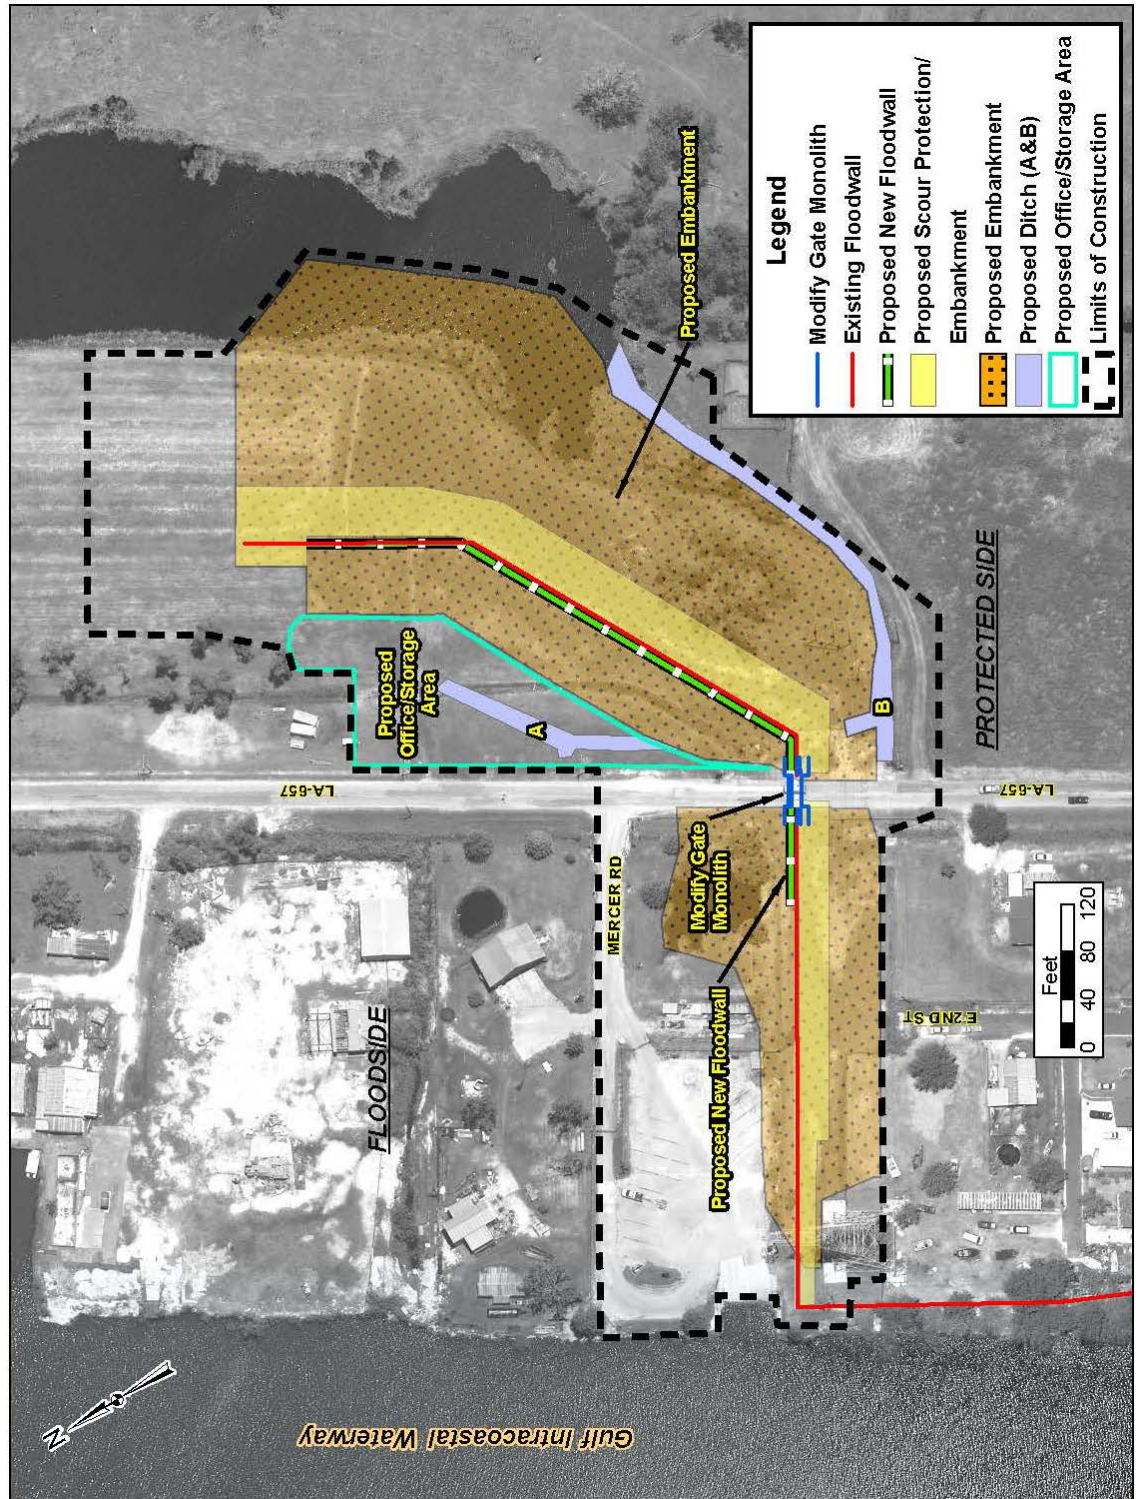 N
Gulf Intracoastal Waterway
FLOODSIDE
LA-657
MERCER RD
Proposed
Office/Storage
Area
A
Proposed Embankment
Modify Gate
Monolith
Proposed New Floodwall
B
PROTECTED SIDE
LA-657
E 2ND ST
Feet
0 40 80 120
Legend
Modify Gate Monolith
Existing Floodwall
Proposed New Floodwall
Proposed Scour Protection/
Embankment
Proposed Embankment
Proposed Ditch (A&B)
Proposed Office/Storage Area
Limits of Construction